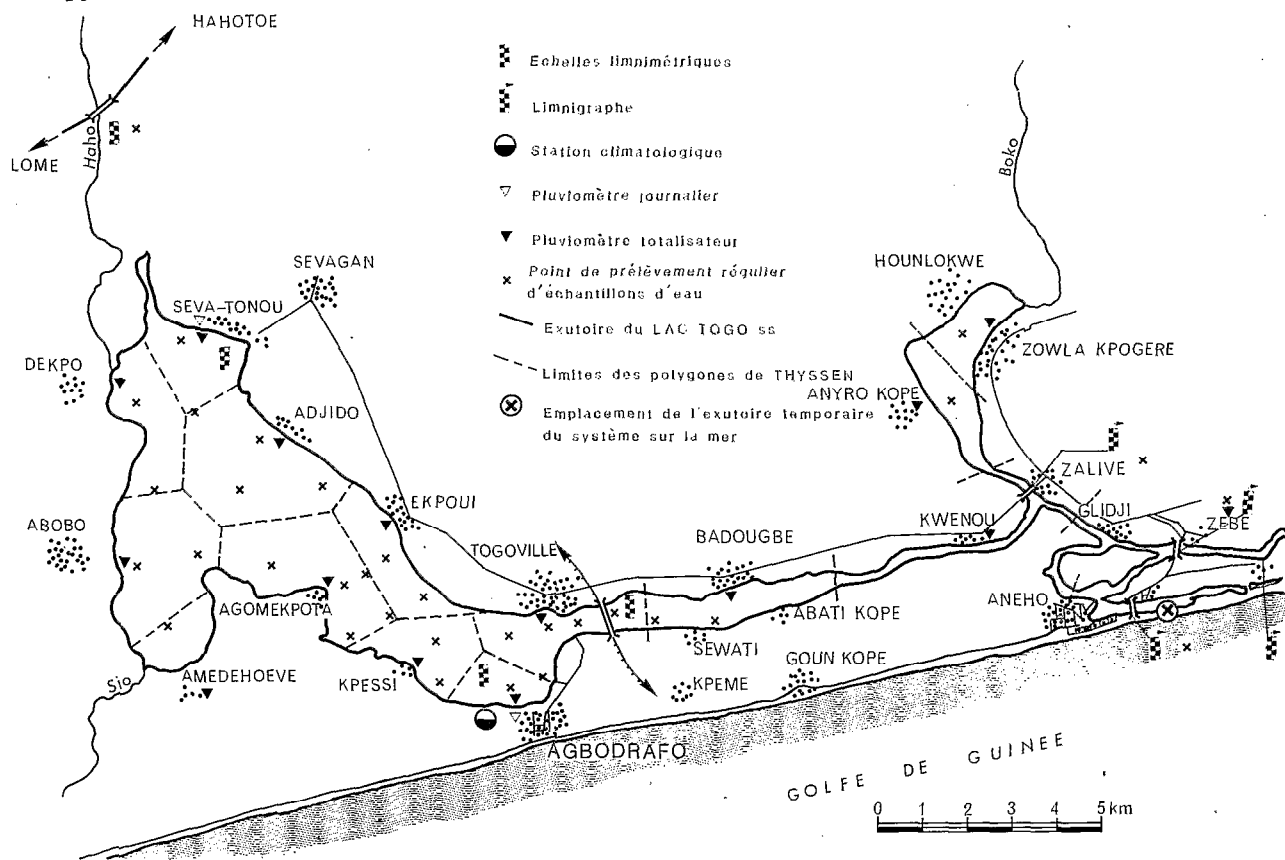 HAHOTOE
LOME
Haho
Echelles limnimétriques
Limnigraphe
Station climatologique
Pluviomètre journalier
Pluviomètre totalisateur
Point de prélèvement régulier
d'échantillons d'eau
Exutoire du LAC TOGO ss
Limites des polygones de THYSSEN
Emplacement de l'exutoire temporaire
du système sur la mer
Boko
SEVAGAN
HOUNLOKWE
SEVA-TONOU
ZOWLA KPOGERE
DEKPO
ANYRO KOPE
ADJIDO
ZALIVE
EKPOUI
GLIDJI
KWENOU
ZEBE
ABOBO
BADOUGBE
TOGOVILLE
AGOMEKPOTA
ANEHO
ABATI KOPE
SEWATI
Sio
AMEDEHOEVE
KPESSI
GOUN KOPE
KPEME
AGBODRAFO
GOLFE DE GUINEE
0 1 2 3 4 5 km